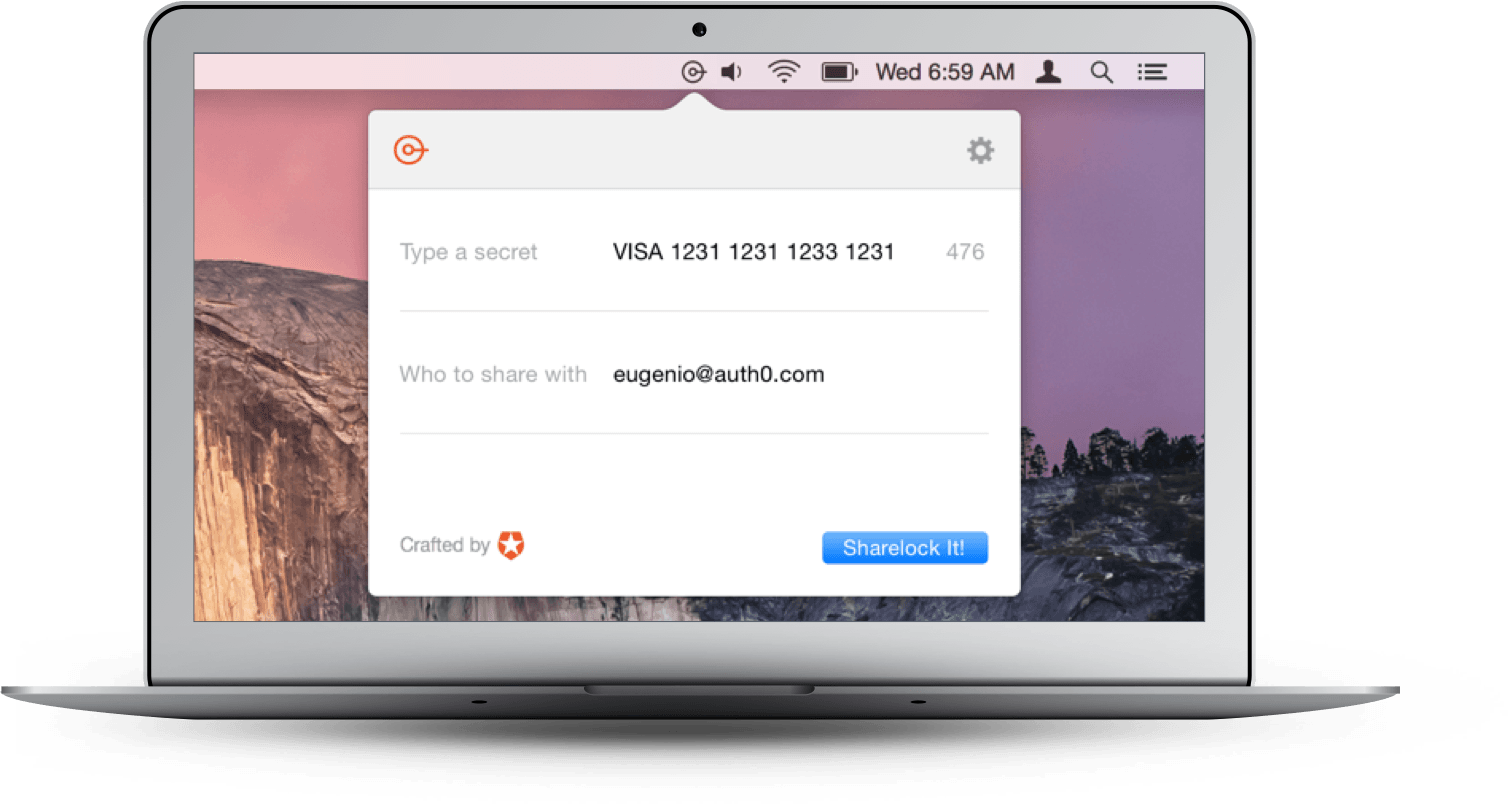 Wed 6:59 AM
Type a secret VISA 1231 1231 1233 1231 476
Who to share with eugenio@auth0.com
Crafted by
Sharelock It!